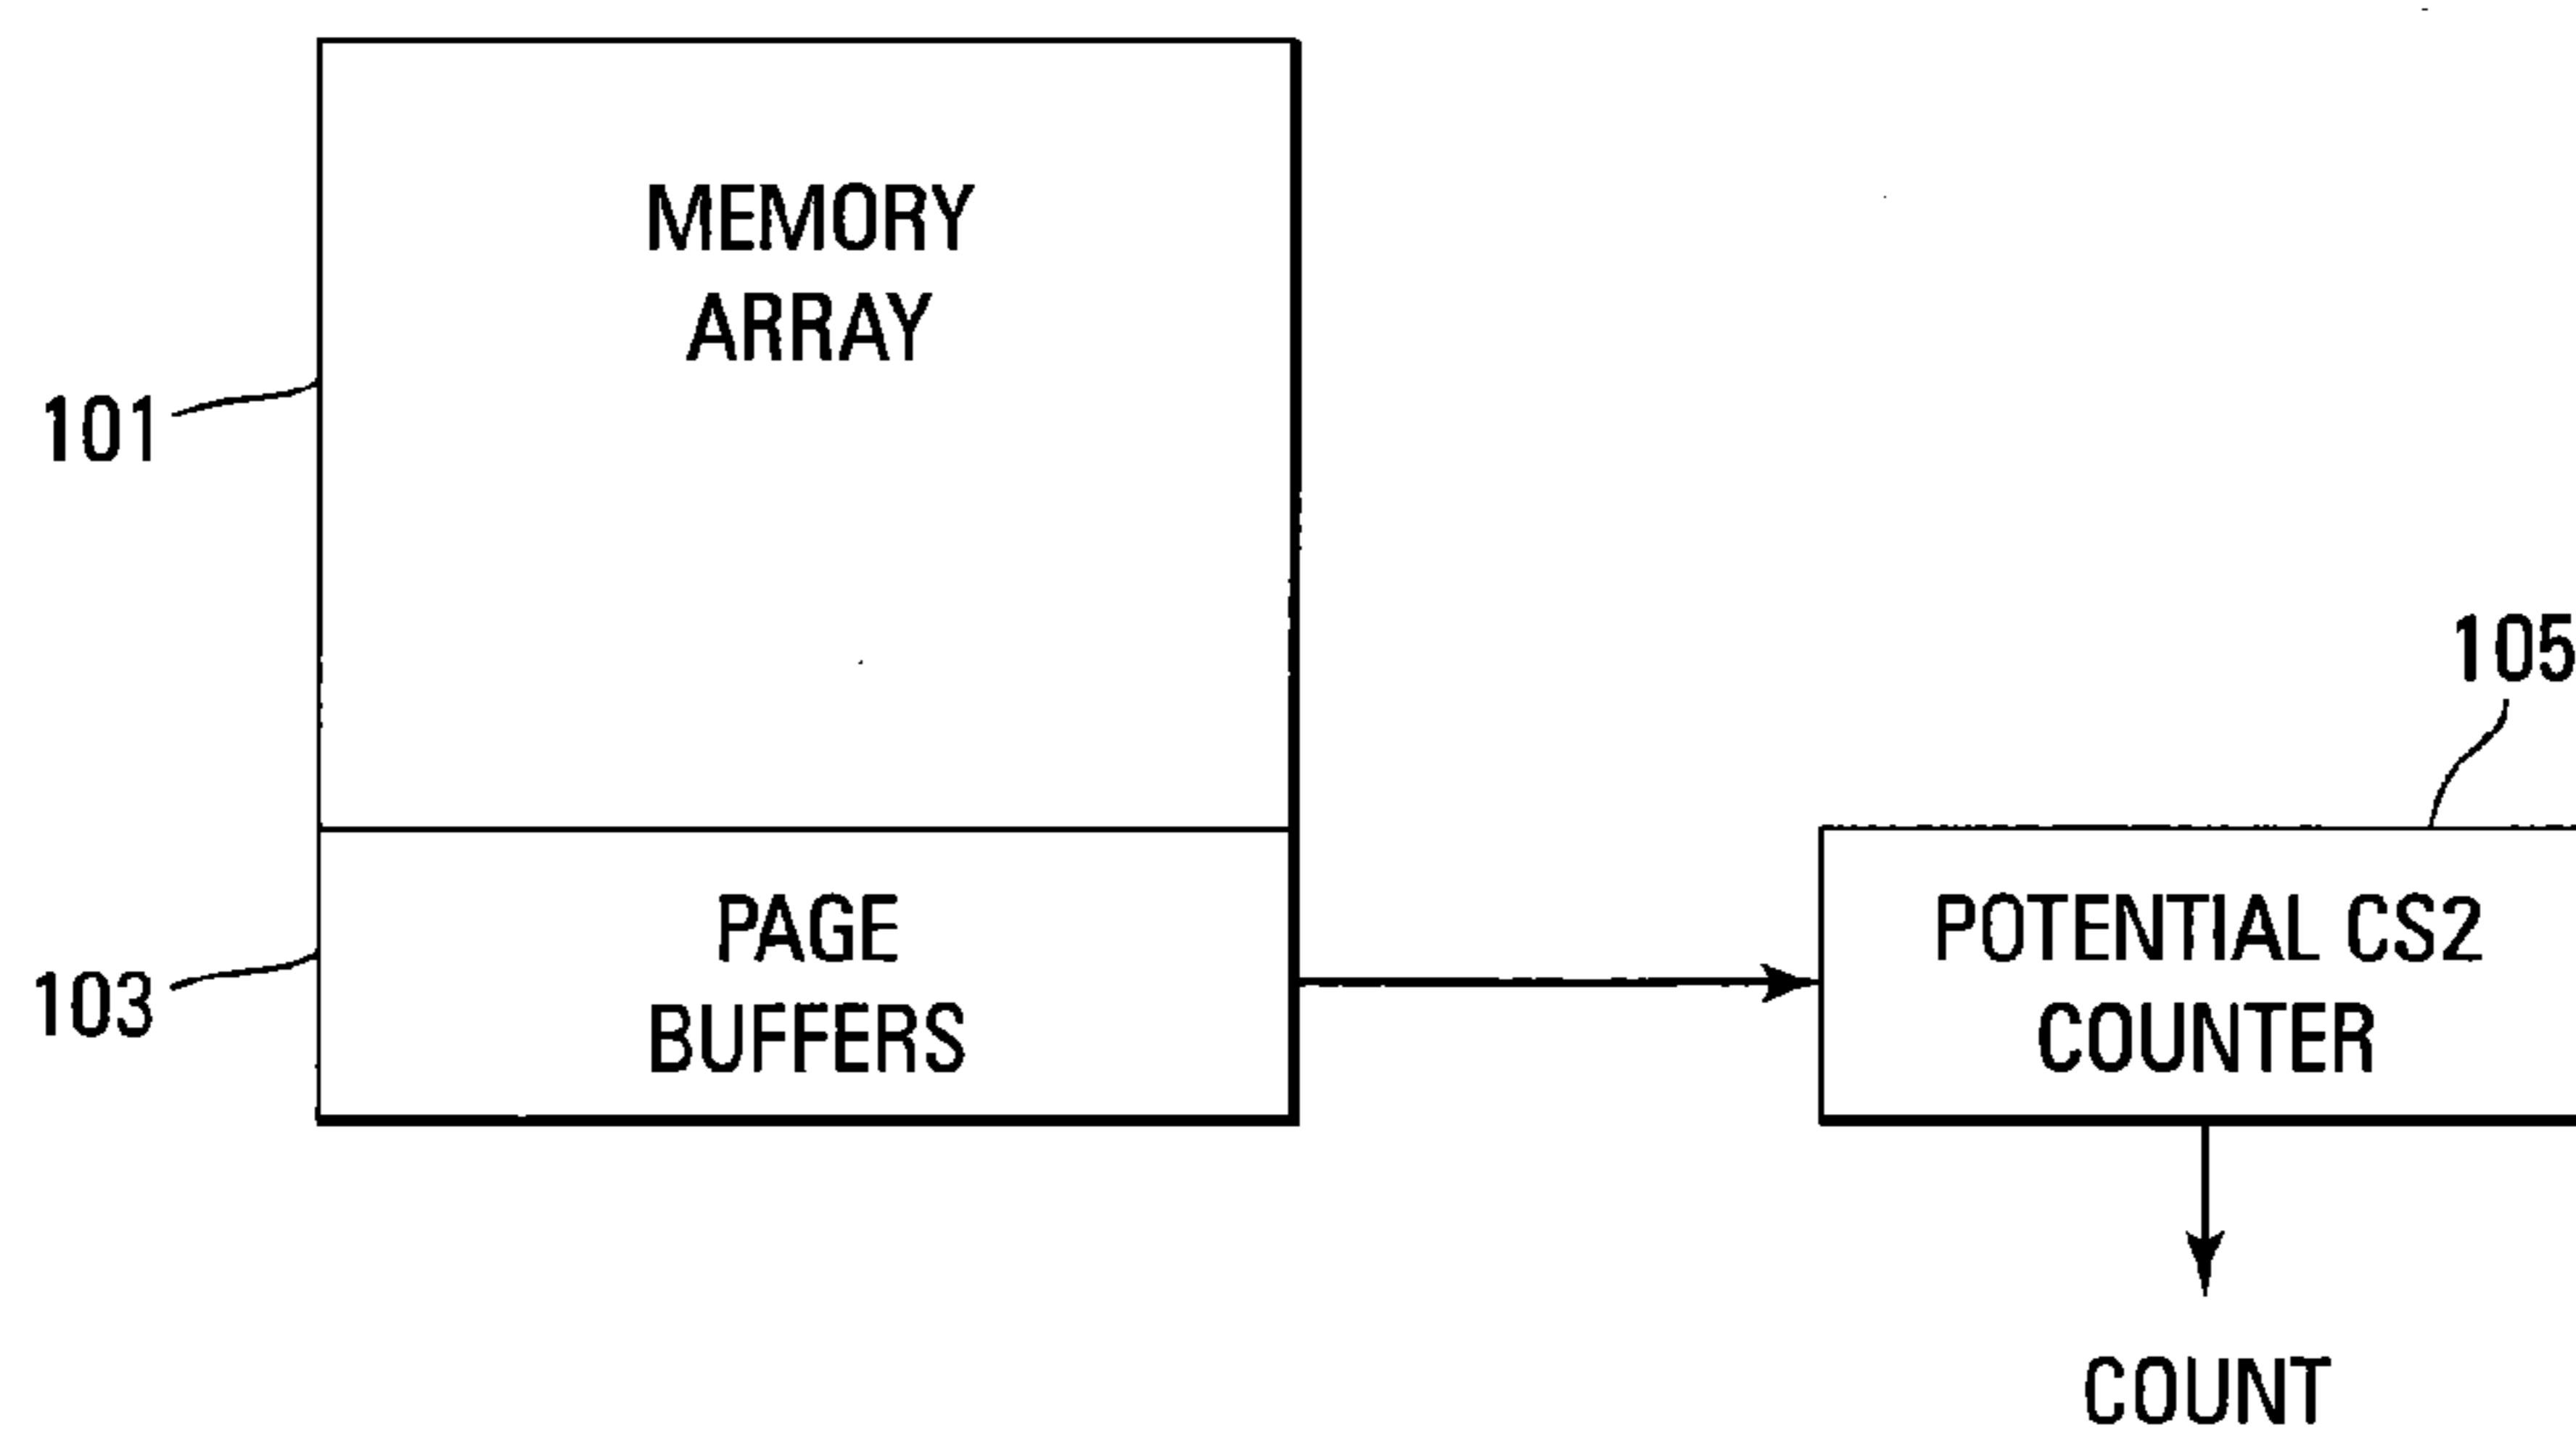 MEMORY
ARRAY
101
105
PAGE
BUFFERS
103
POTENTIAL CS2
COUNTER
COUNT